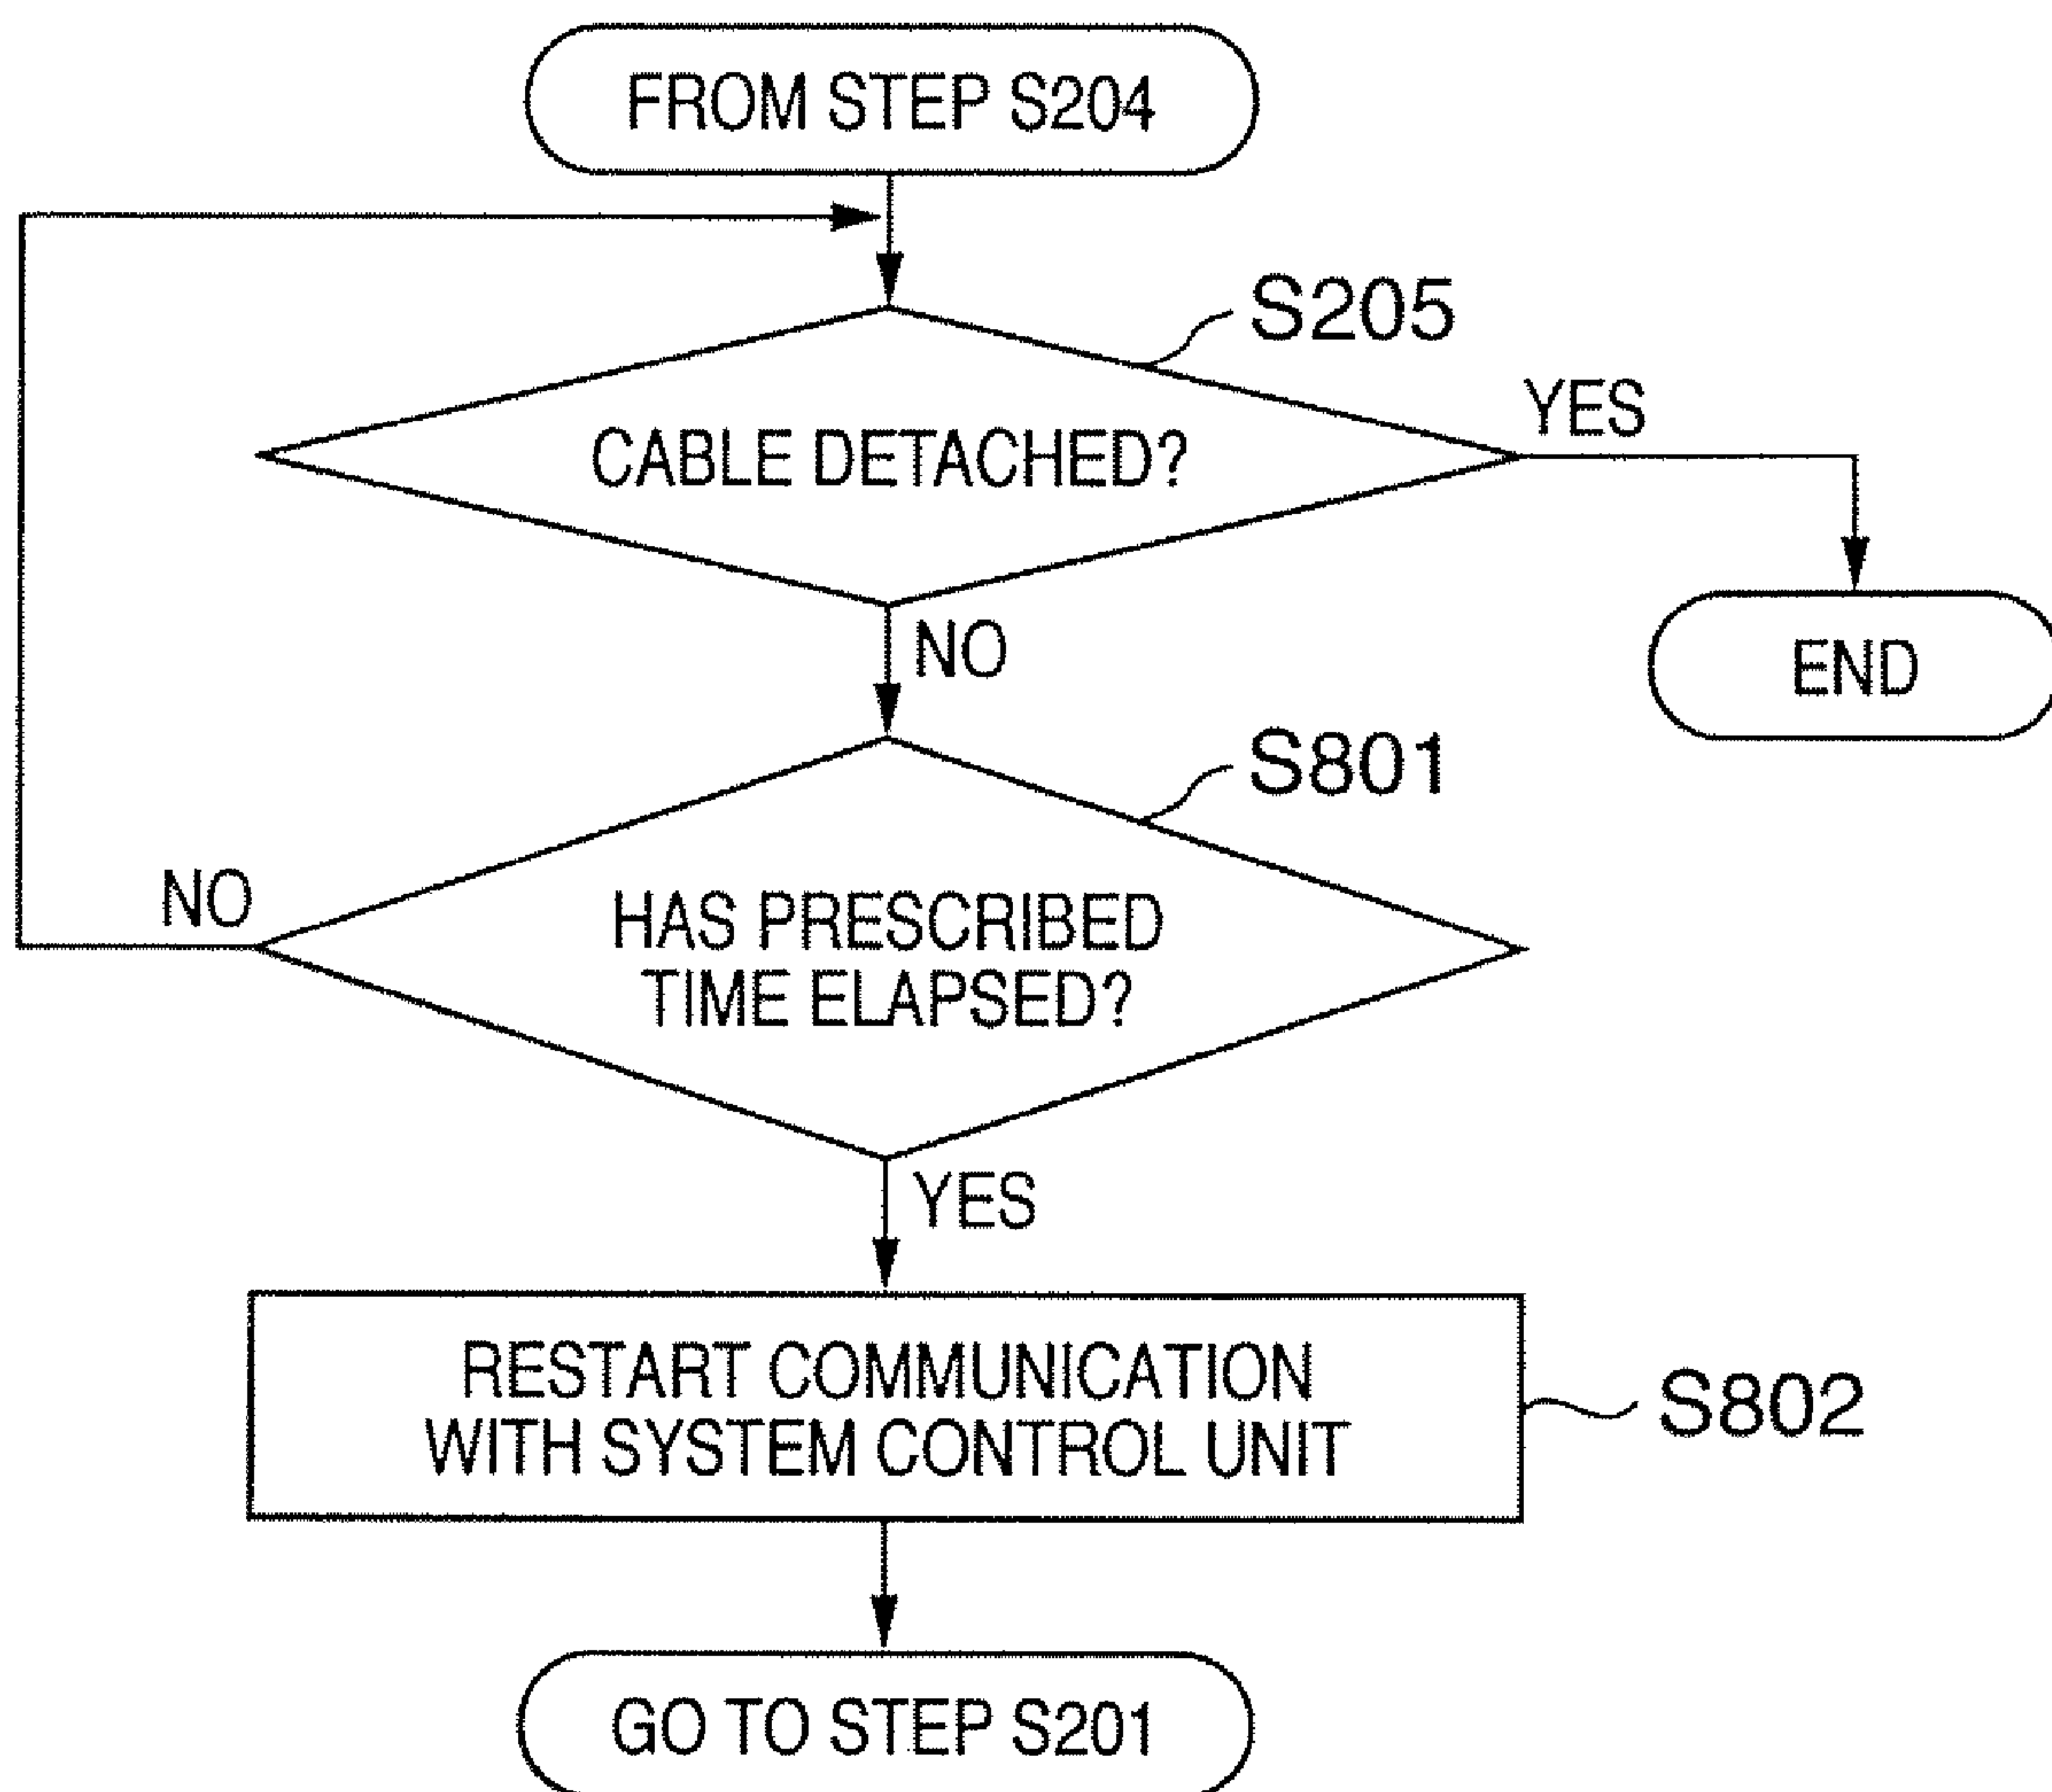 FROM STEP S204
S205
CABLE DETACHED?
YES
NO
END
S801
NO
HAS PRESCRIBED
TIME ELAPSED?
YES
RESTART COMMUNICATION
WITH SYSTEM CONTROL UNIT
S802
GO TO STEP S201